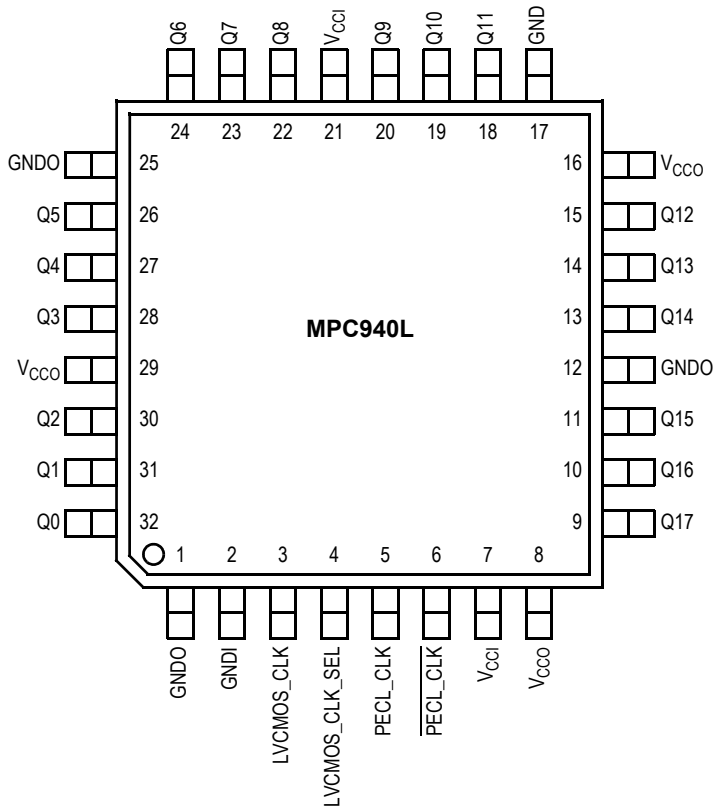 Q6 Q7 Q8 VCCI Q9 Q10 Q11 GND
24 23 22 21 20 19 18 17
GNDO 25 16 VCCO
Q5 26 15 Q12
Q4 27 14 Q13
Q3 28 13 Q14
MPC940L
VCCO 29 12 GNDO
Q2 30 11 Q15
Q1 31 10 Q16
Q0 32 9 Q17
1 2 3 4 5 6 7 8
GNDO
GNDI
LVCMOS_CLK
LVCMOS_CLK_SEL
PECL_CLK
PECL_CLK
VCCI
VCCO